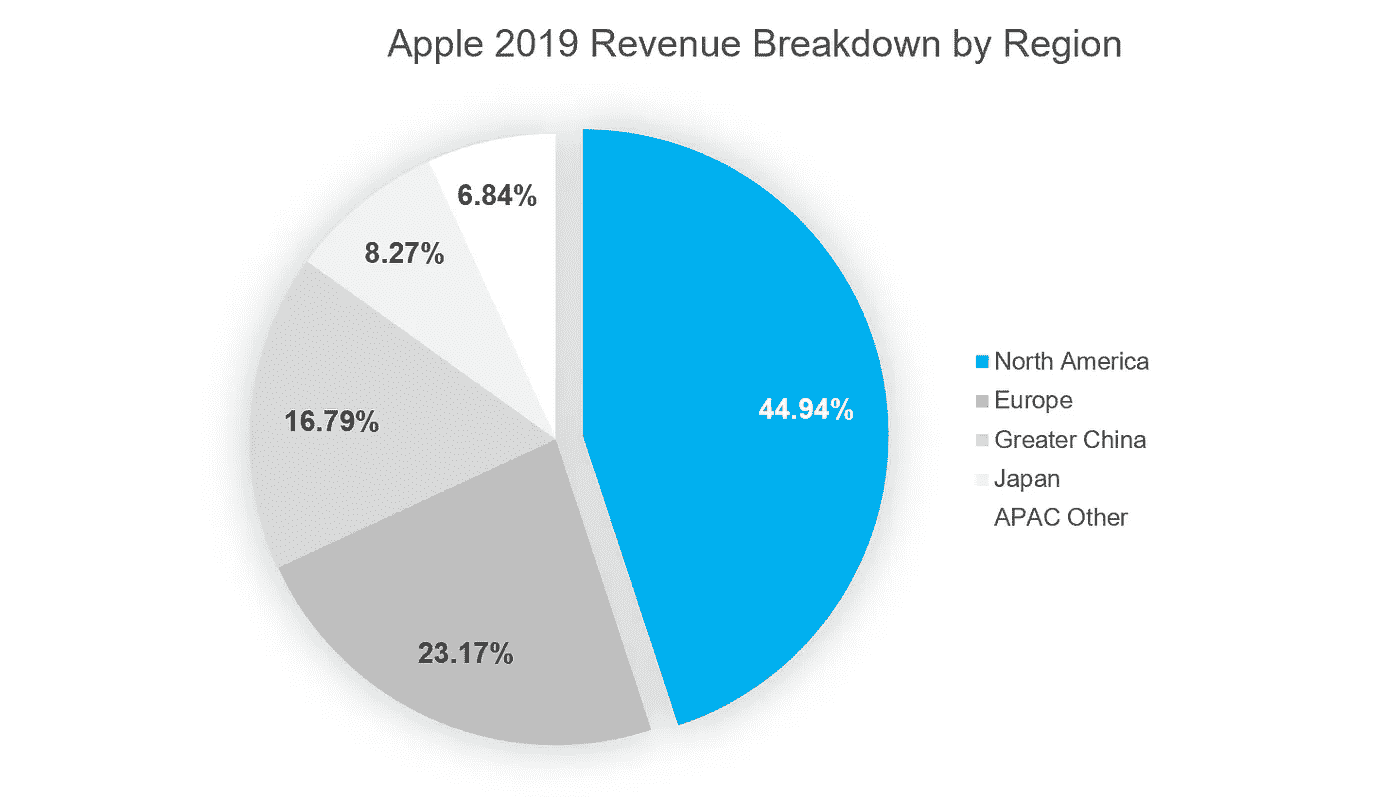 Apple 2019 Revenue Breakdown by Region
6.84%
8.27%
44.94%
16.79%
23.17%
North America
Europe
Greater China
Japan
APAC Other